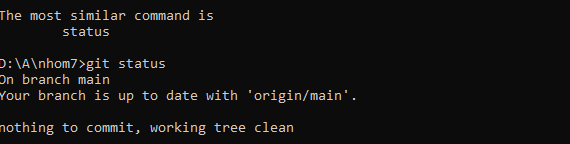 The most similar command is
        status
D:\A\nhom7>git status
On branch main
Your branch is up to date with 'origin/main'.
nothing to commit, working tree clean